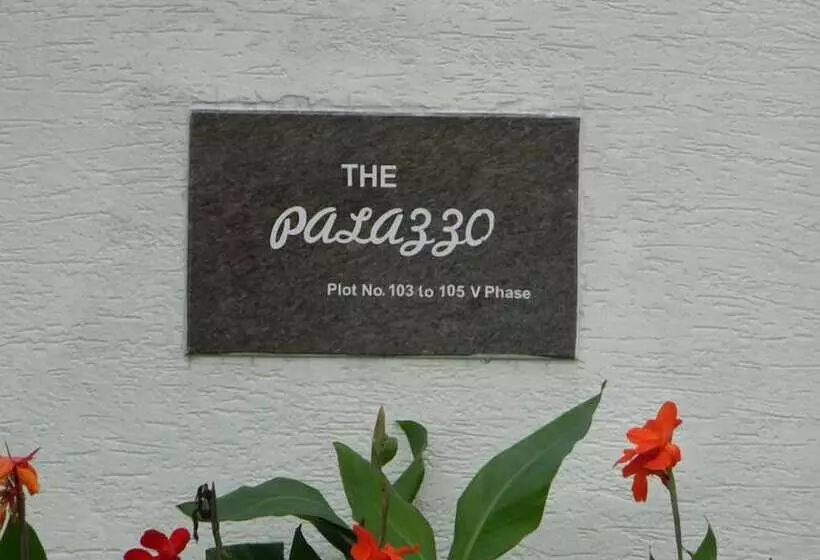 THE
PALAZZO
Plot No. 103 to 105 V Phase